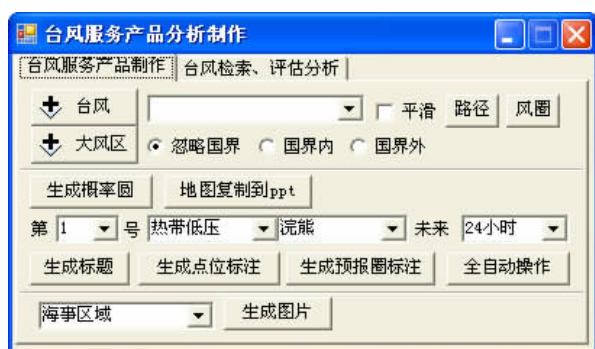 台风服务产品分析制作
台风服务产品制作 台风检索、评估分析
台风 平滑 路径 风圈
大风区 忽略国界 国界内 国界外
生成概率圆 地图复制到ppt
第 1 号 热带低压 浣熊 未来 24小时
生成标题 生成点位标注 生成预报圈标注 全自动操作
海事区域 生成图片